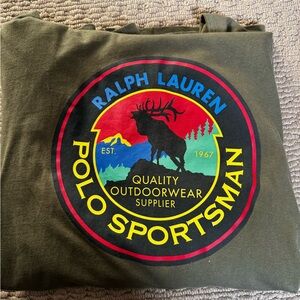 RALPH LAUREN
EST.
1967
QUALITY
OUTDOORWEAR
SUPPLIER
POLO SPORTSMAN